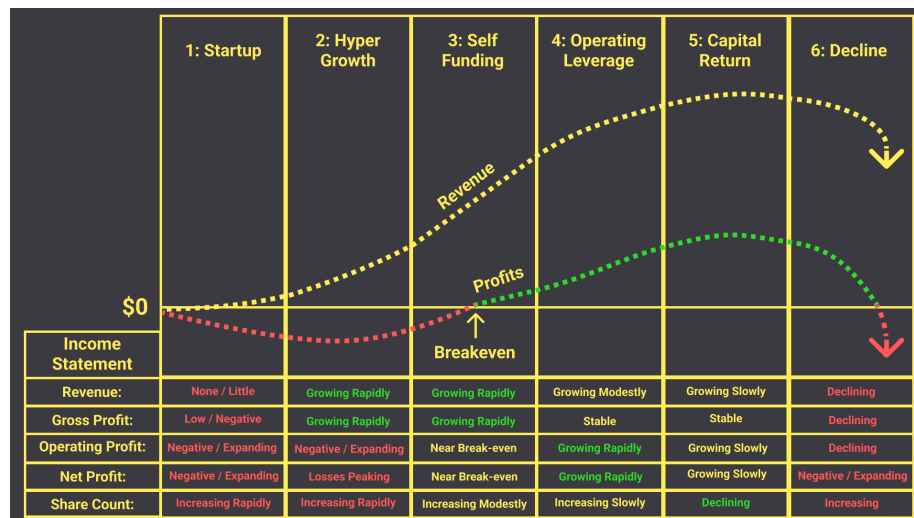 1: Startup
2: Hyper
Growth
3: Self
Funding
4: Operating
Leverage
5: Capital
Return
6: Decline
Revenue
Profits
$0
Breakeven
Income
Statement
Revenue: None / Little Growing Rapidly Growing Rapidly Growing Modestly Growing Slowly Declining
Gross Profit: Low / Negative Growing Rapidly Growing Rapidly Stable Stable Declining
Operating Profit: Negative / Expanding Negative / Expanding Near Break-even Growing Rapidly Growing Slowly Declining
Net Profit: Negative / Expanding Losses Peaking Near Break-even Growing Rapidly Growing Slowly Negative / Expanding
Share Count: Increasing Rapidly Increasing Rapidly Increasing Modestly Increasing Slowly Declining Increasing